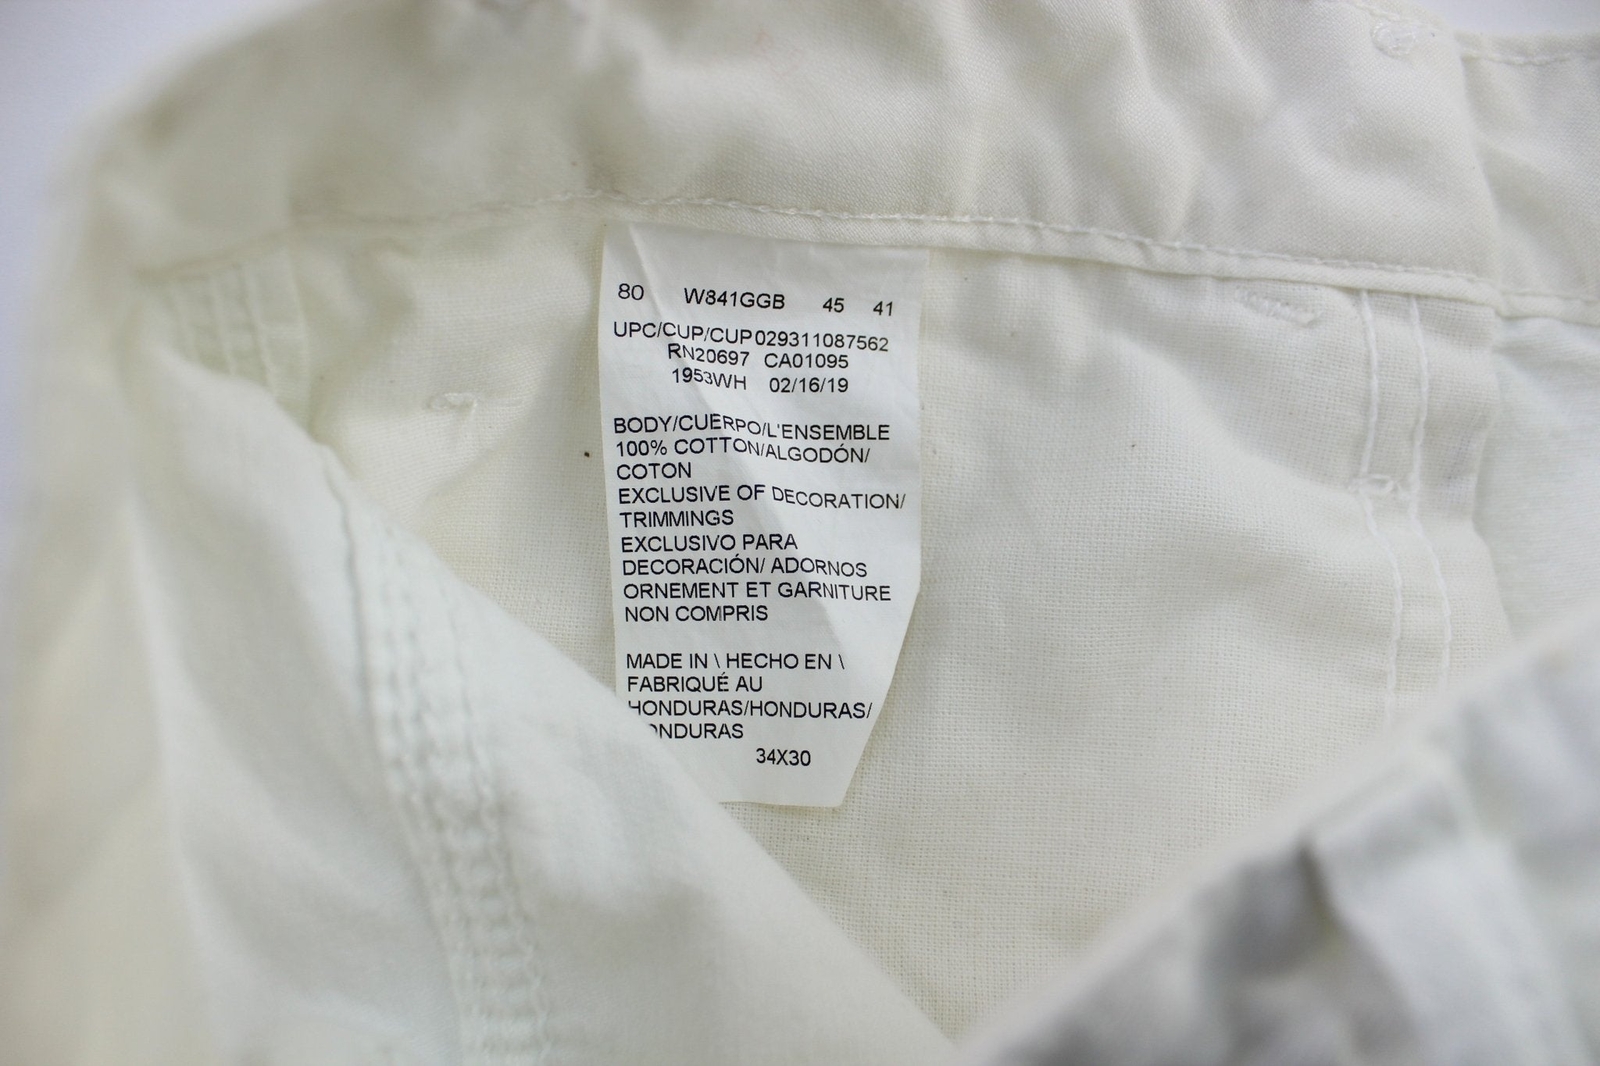 80 W841GGB 45 41
UPC/CUP/CUP029311087562
RN20697 CA01095
1953WH 02/16/19
BODY/CUERPO/L'ENSEMBLE
100% COTTON/ALGODÓN/
COTON
EXCLUSIVE OF DECORATION/
TRIMMINGS
EXCLUSIVO PARA
DECORACIÓN/ ADORNOS
ORNEMENT ET GARNITURE
NON COMPRIS
MADE IN \ HECHO EN \
FABRIQUÉ AU
HONDURAS/HONDURAS/
ONDURAS
34X30